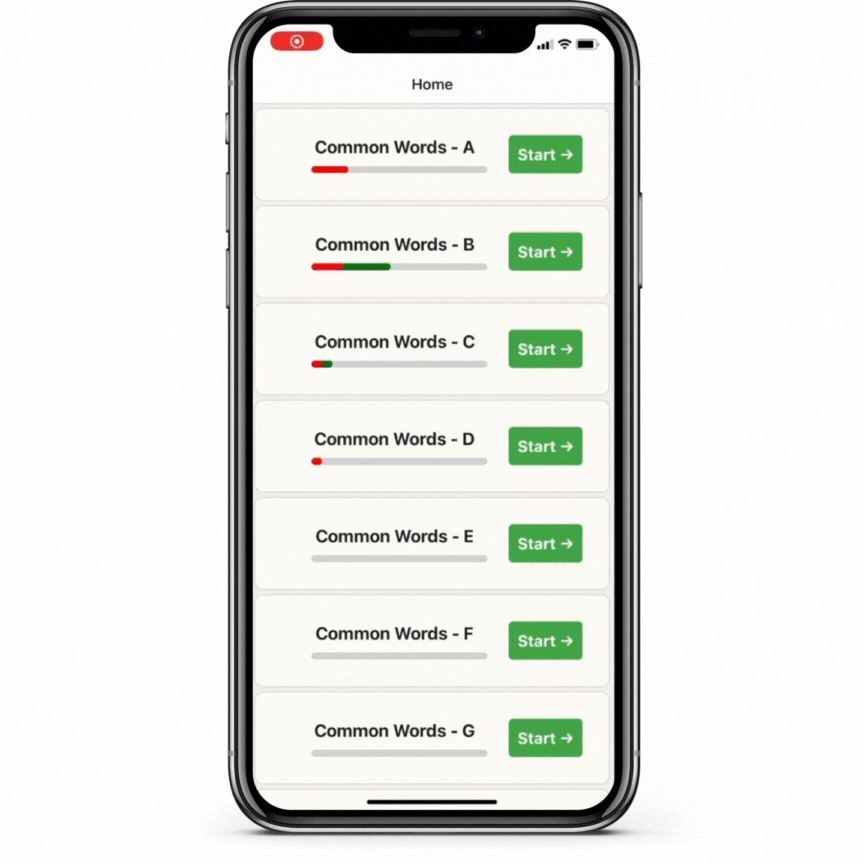 Home
Common Words - A
Start →
Common Words - B
Start →
Common Words - C
Start →
Common Words - D
Start →
Common Words - E
Start →
Common Words - F
Start →
Common Words - G
Start →